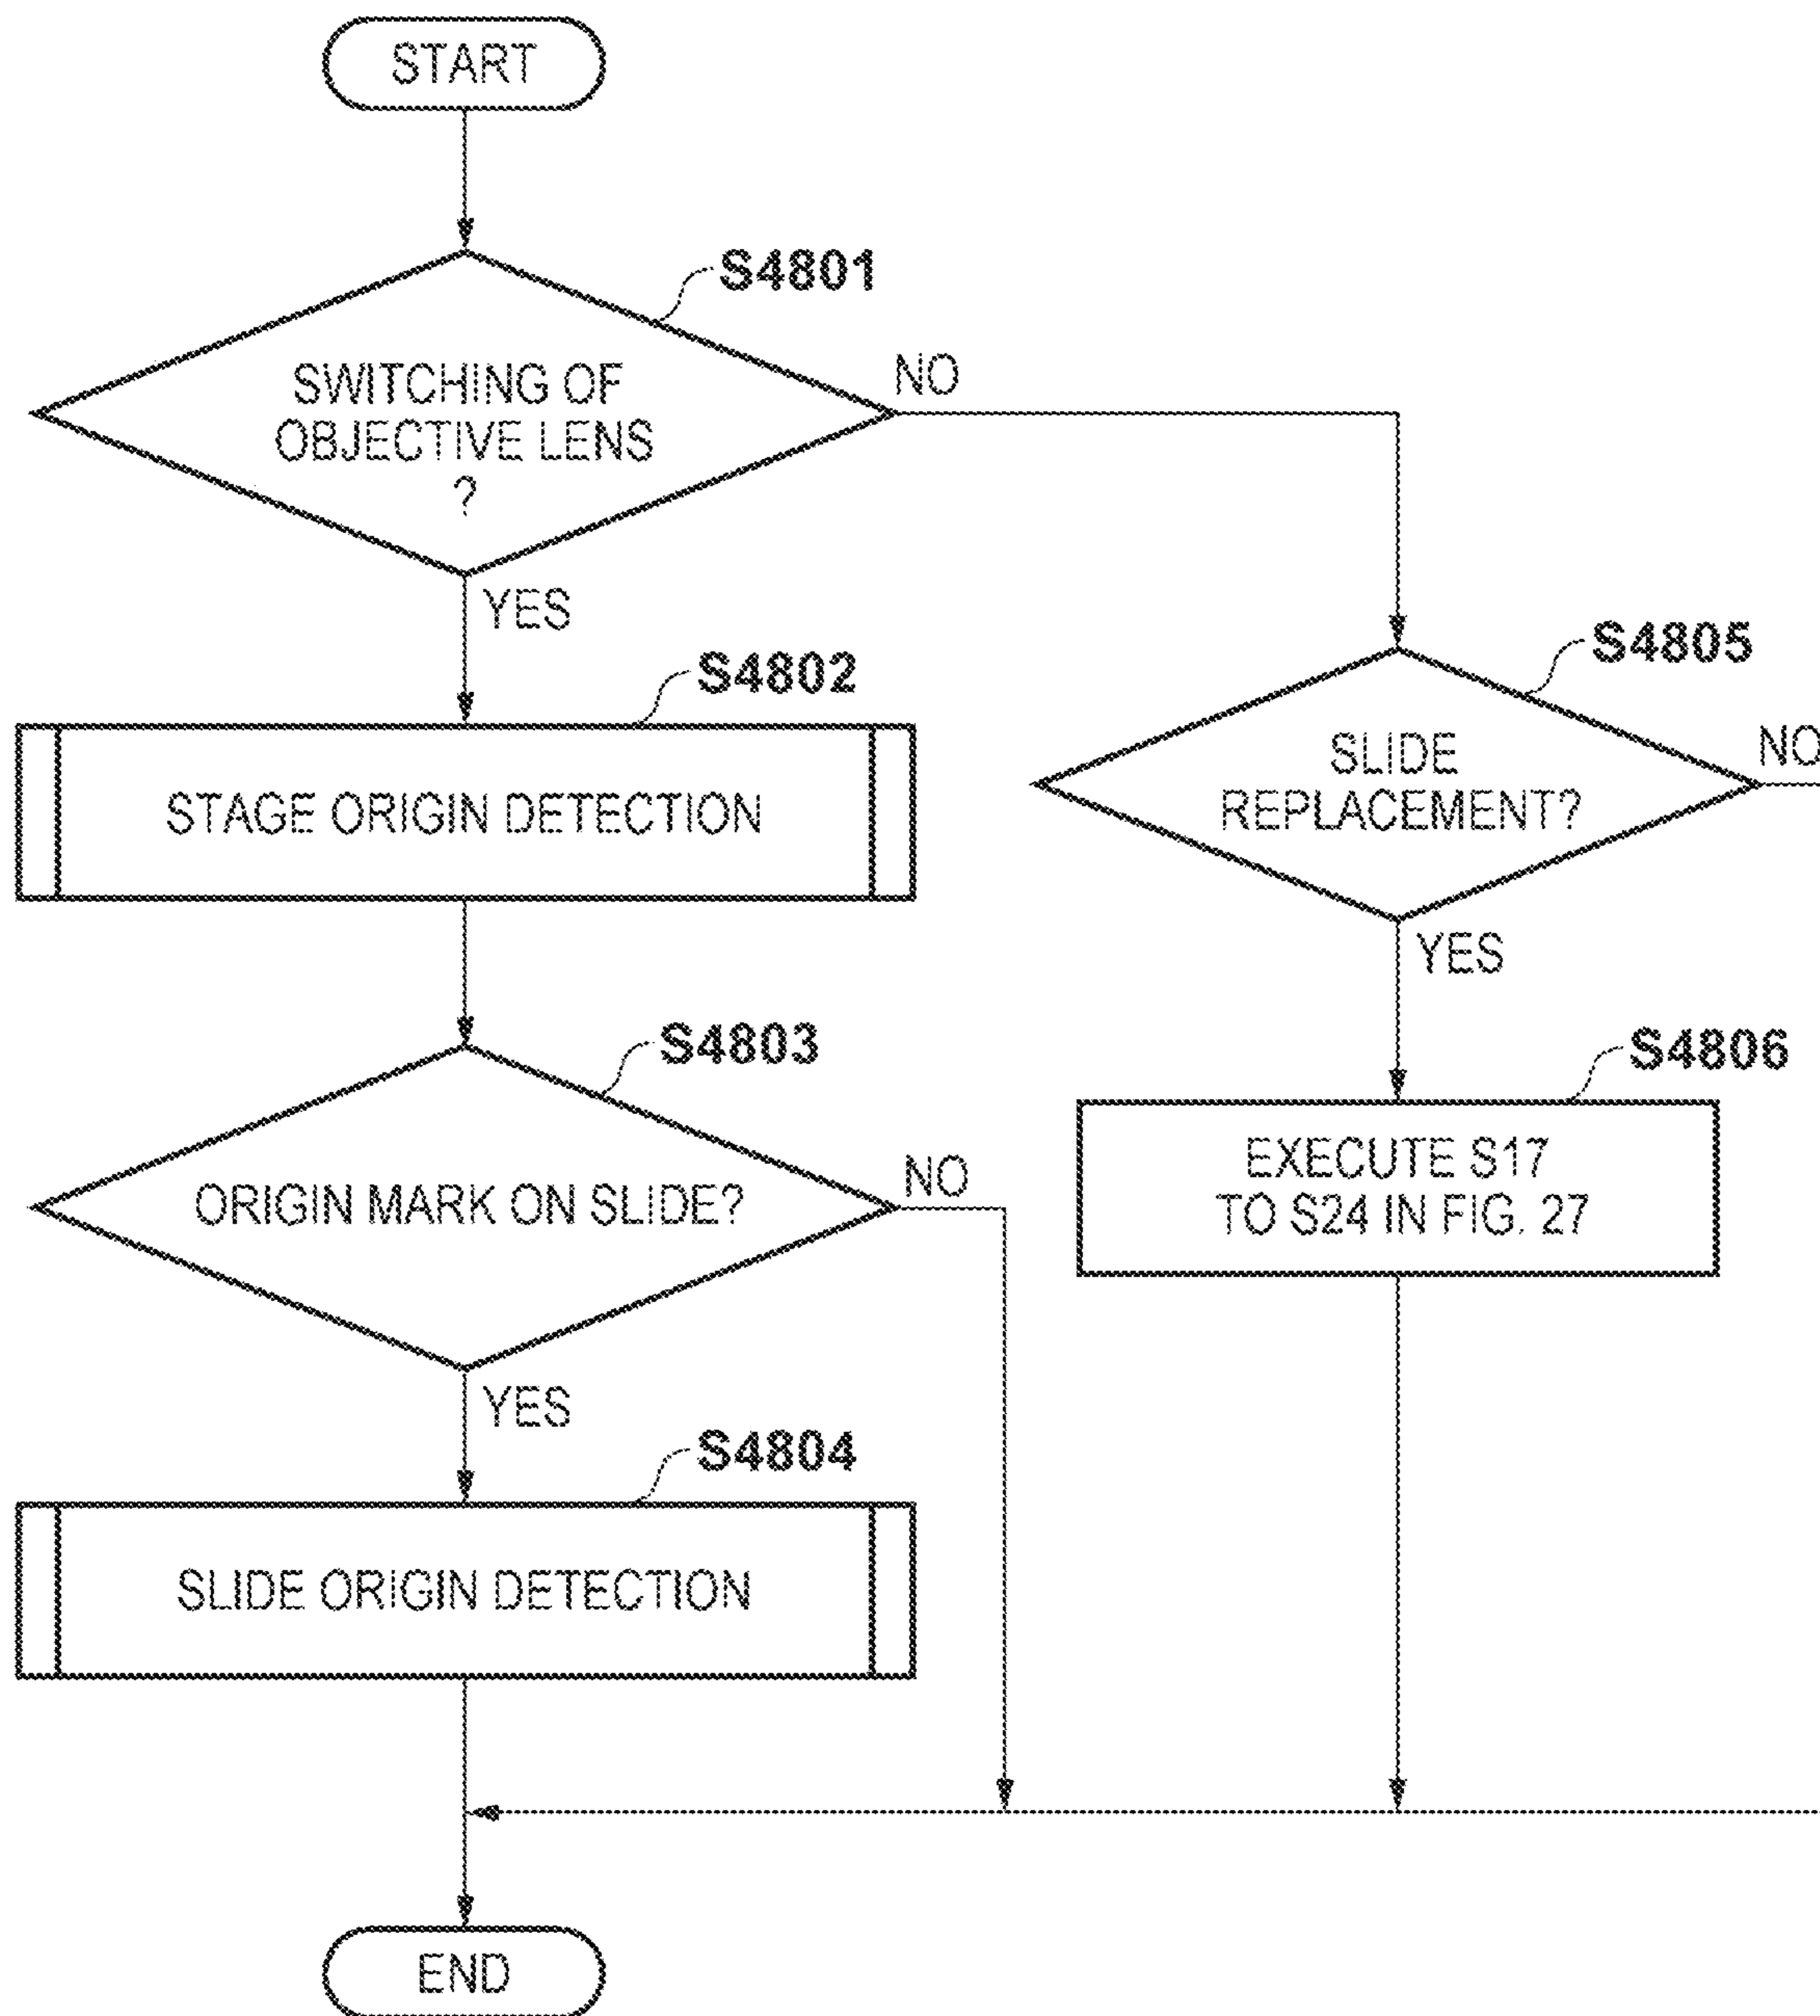 START
S4801
SWITCHING OF
OBJECTIVE LENS
?
NO
YES
S4802
STAGE ORIGIN DETECTION
S4803
ORIGIN MARK ON SLIDE?
NO
YES
S4804
SLIDE ORIGIN DETECTION
S4805
SLIDE
REPLACEMENT?
NO
YES
S4806
EXECUTE S17
TO S24 IN FIG. 27
END